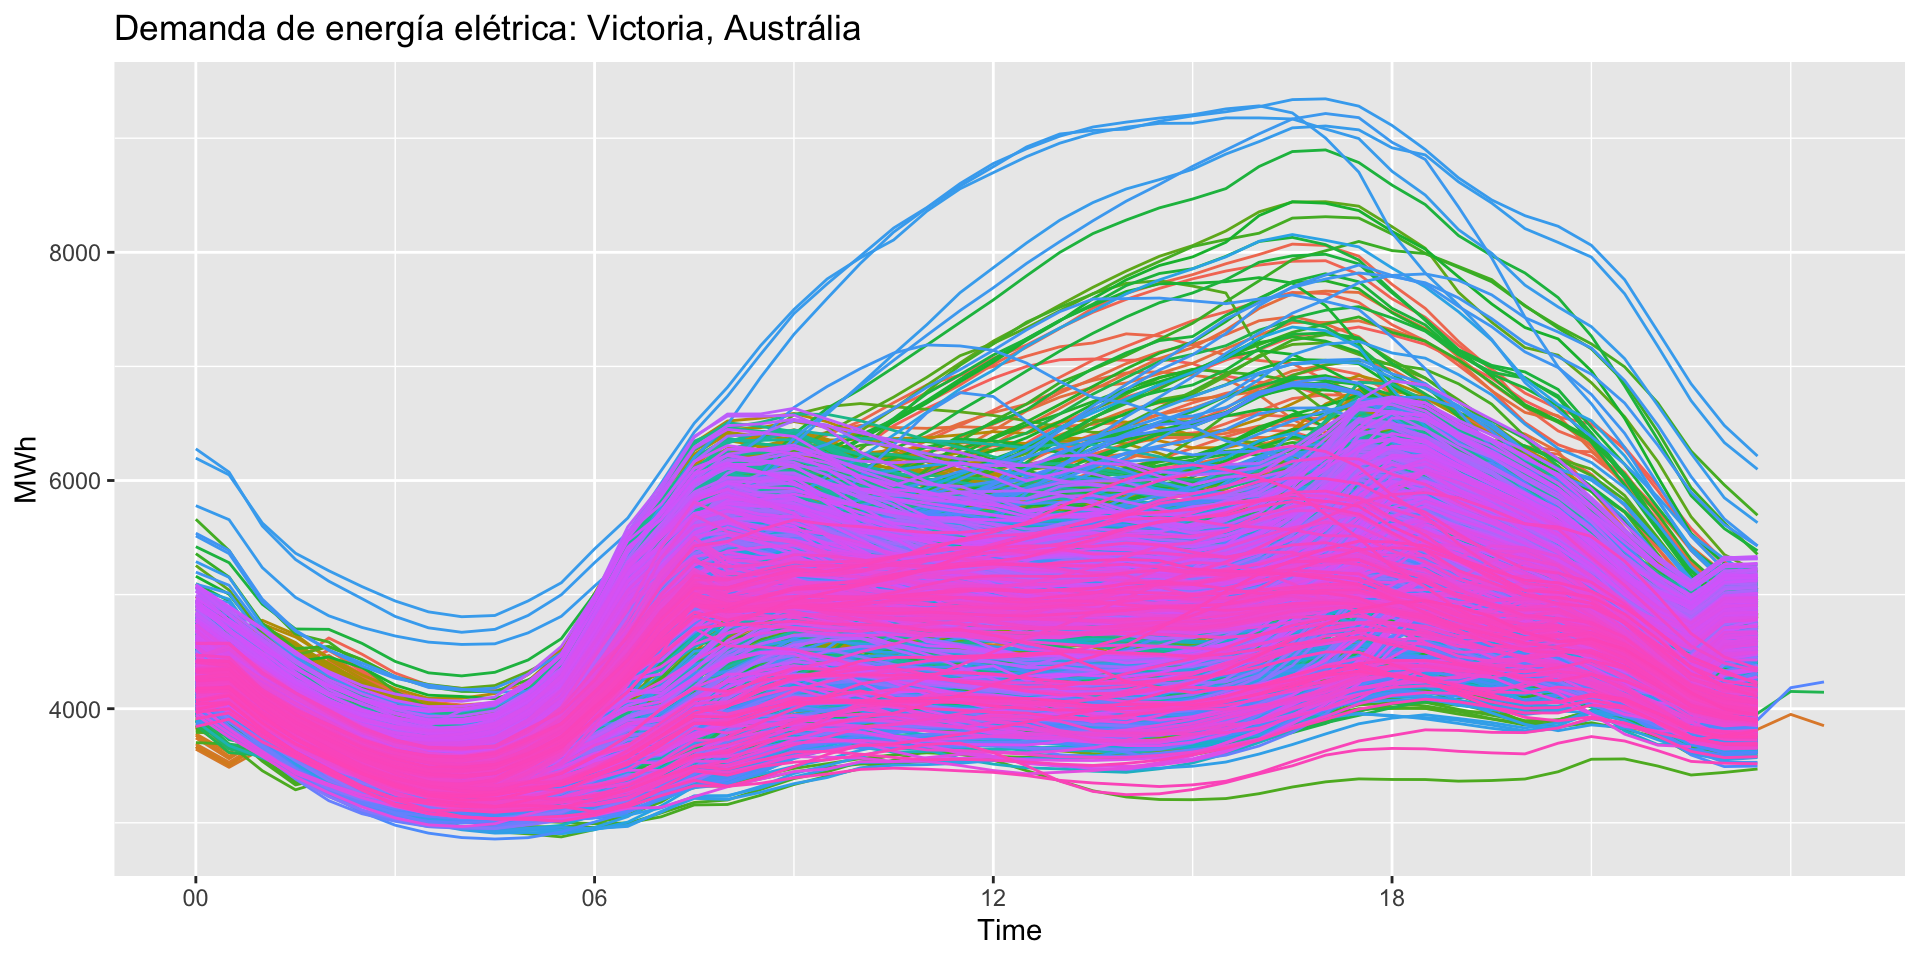 Demanda de energía elétrica: Victoria, Austrália
MWh
8000
6000
4000
00 06 12 18
Time